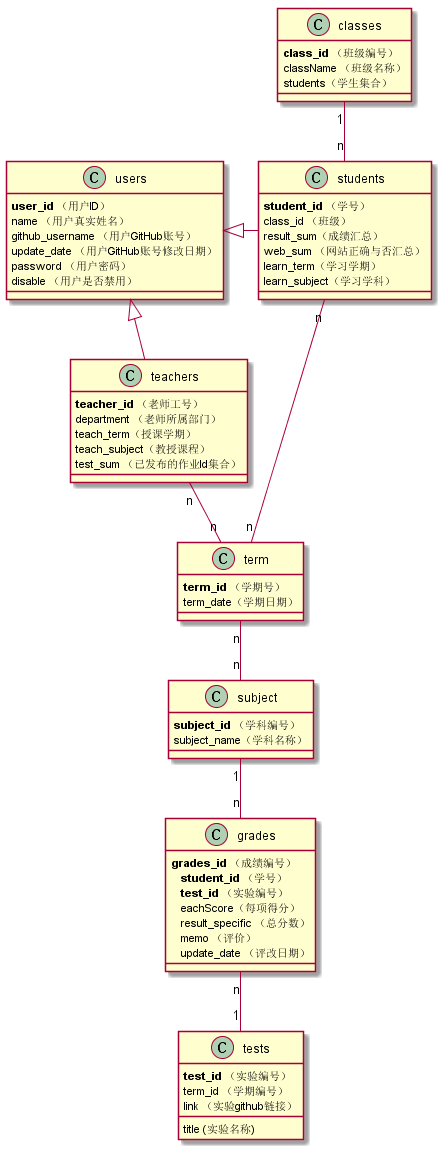 C classes
class_id （班级编号）
className （班级名称）
students（学生集合）
1
n
C users
user_id （用户ID）
name （用户真实姓名）
github_username （用户GitHub账号）
update_date （用户GitHub账号修改日期）
password （用户密码）
disable （用户是否禁用）
C students
student_id （学号）
class_id （班级）
result_sum（成绩汇总）
web_sum （网站正确与否汇总）
learn_term（学习学期）
learn_subject（学习学科）
n
C teachers
teacher_id （老师工号）
department （老师所属部门）
teach_term（授课学期）
teach_subject（教授课程）
test_sum （已发布的作业Id集合）
n
n
n
C term
term_id （学期号）
term_date（学期日期）
n
n
C subject
subject_id （学科编号）
subject_name（学科名称）
1
n
C grades
grades_id （成绩编号）
student_id （学号）
test_id （实验编号）
eachScore（每项得分）
result_specific （总分数）
memo （评价）
update_date （评改日期）
n
1
C tests
test_id （实验编号）
term_id （学期编号）
link （实验github链接）
title (实验名称)